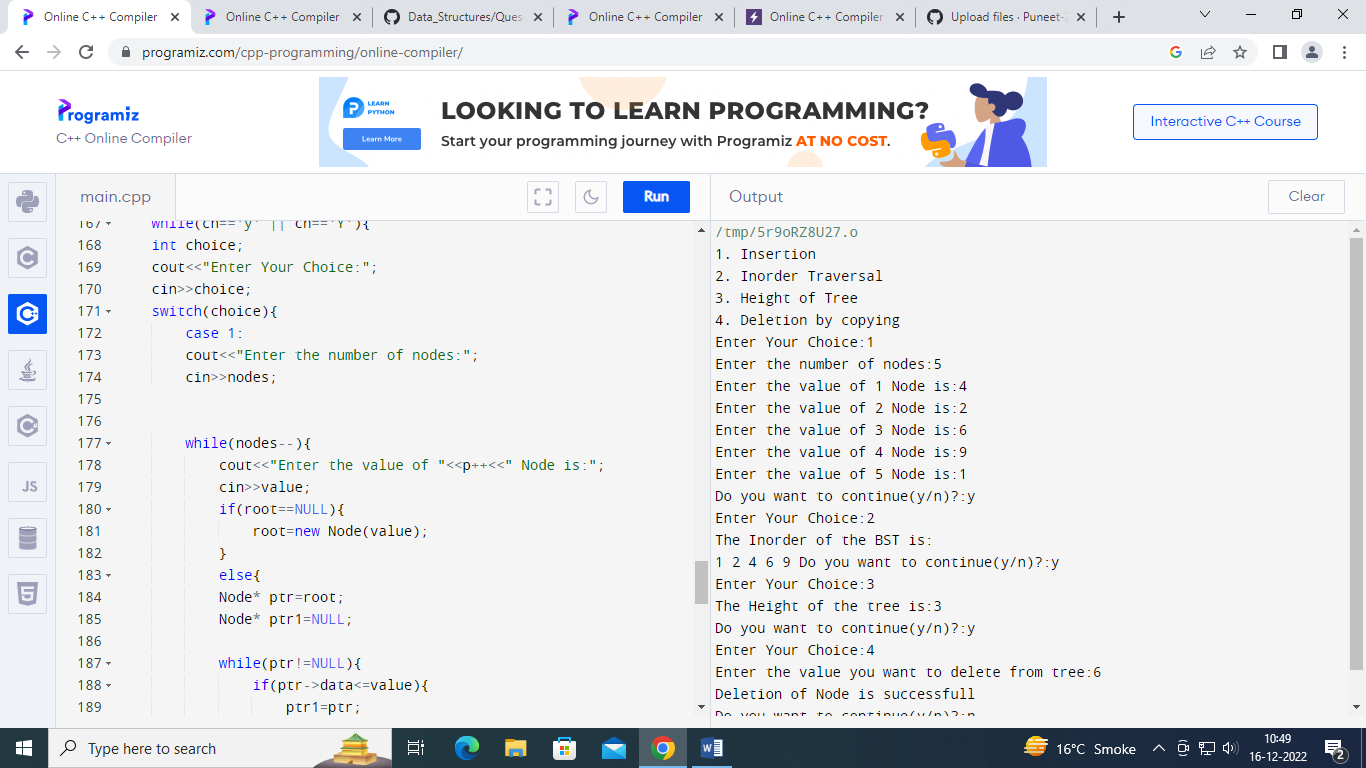 Online C++ Compiler
Online C++ Compiler
Data_Structures/Ques
Online C++ Compiler
Online C++ Compiler
Upload files · Puneet-
programiz.com/cpp-programming/online-compiler/
Programiz
C++ Online Compiler
LEARN
PYTHON
Learn More
LOOKING TO LEARN PROGRAMMING?
Start your programming journey with Programiz AT NO COST.
Interactive C++ Course
main.cpp
Run
Output
Clear
JS
167 while(ch=='y' || ch=='Y'){
168 int choice;
169 cout<<"Enter Your Choice:";
170 cin>>choice;
171 switch(choice){
172 case 1:
173 cout<<"Enter the number of nodes:";
174 cin>>nodes;
175
176
177 while(nodes--){
178 cout<<"Enter the value of "<<p++<<" Node is:";
179 cin>>value;
180 if(root==NULL){
181 root=new Node(value);
182 }
183 else{
184 Node* ptr=root;
185 Node* ptr1=NULL;
186
187 while(ptr!=NULL){
188 if(ptr->data<=value){
189 ptr1=ptr;
/tmp/5r9oRZ8U27.o
1. Insertion
2. Inorder Traversal
3. Height of Tree
4. Deletion by copying
Enter Your Choice:1
Enter the number of nodes:5
Enter the value of 1 Node is:4
Enter the value of 2 Node is:2
Enter the value of 3 Node is:6
Enter the value of 4 Node is:9
Enter the value of 5 Node is:1
Do you want to continue(y/n)?:y
Enter Your Choice:2
The Inorder of the BST is:
1 2 4 6 9 Do you want to continue(y/n)?:y
Enter Your Choice:3
The Height of the tree is:3
Do you want to continue(y/n)?:y
Enter Your Choice:4
Enter the value you want to delete from tree:6
Deletion of Node is successfull
Do you want to continue(y/n)?:n
Type here to search
16°C Smoke
10:49
16-12-2022
2